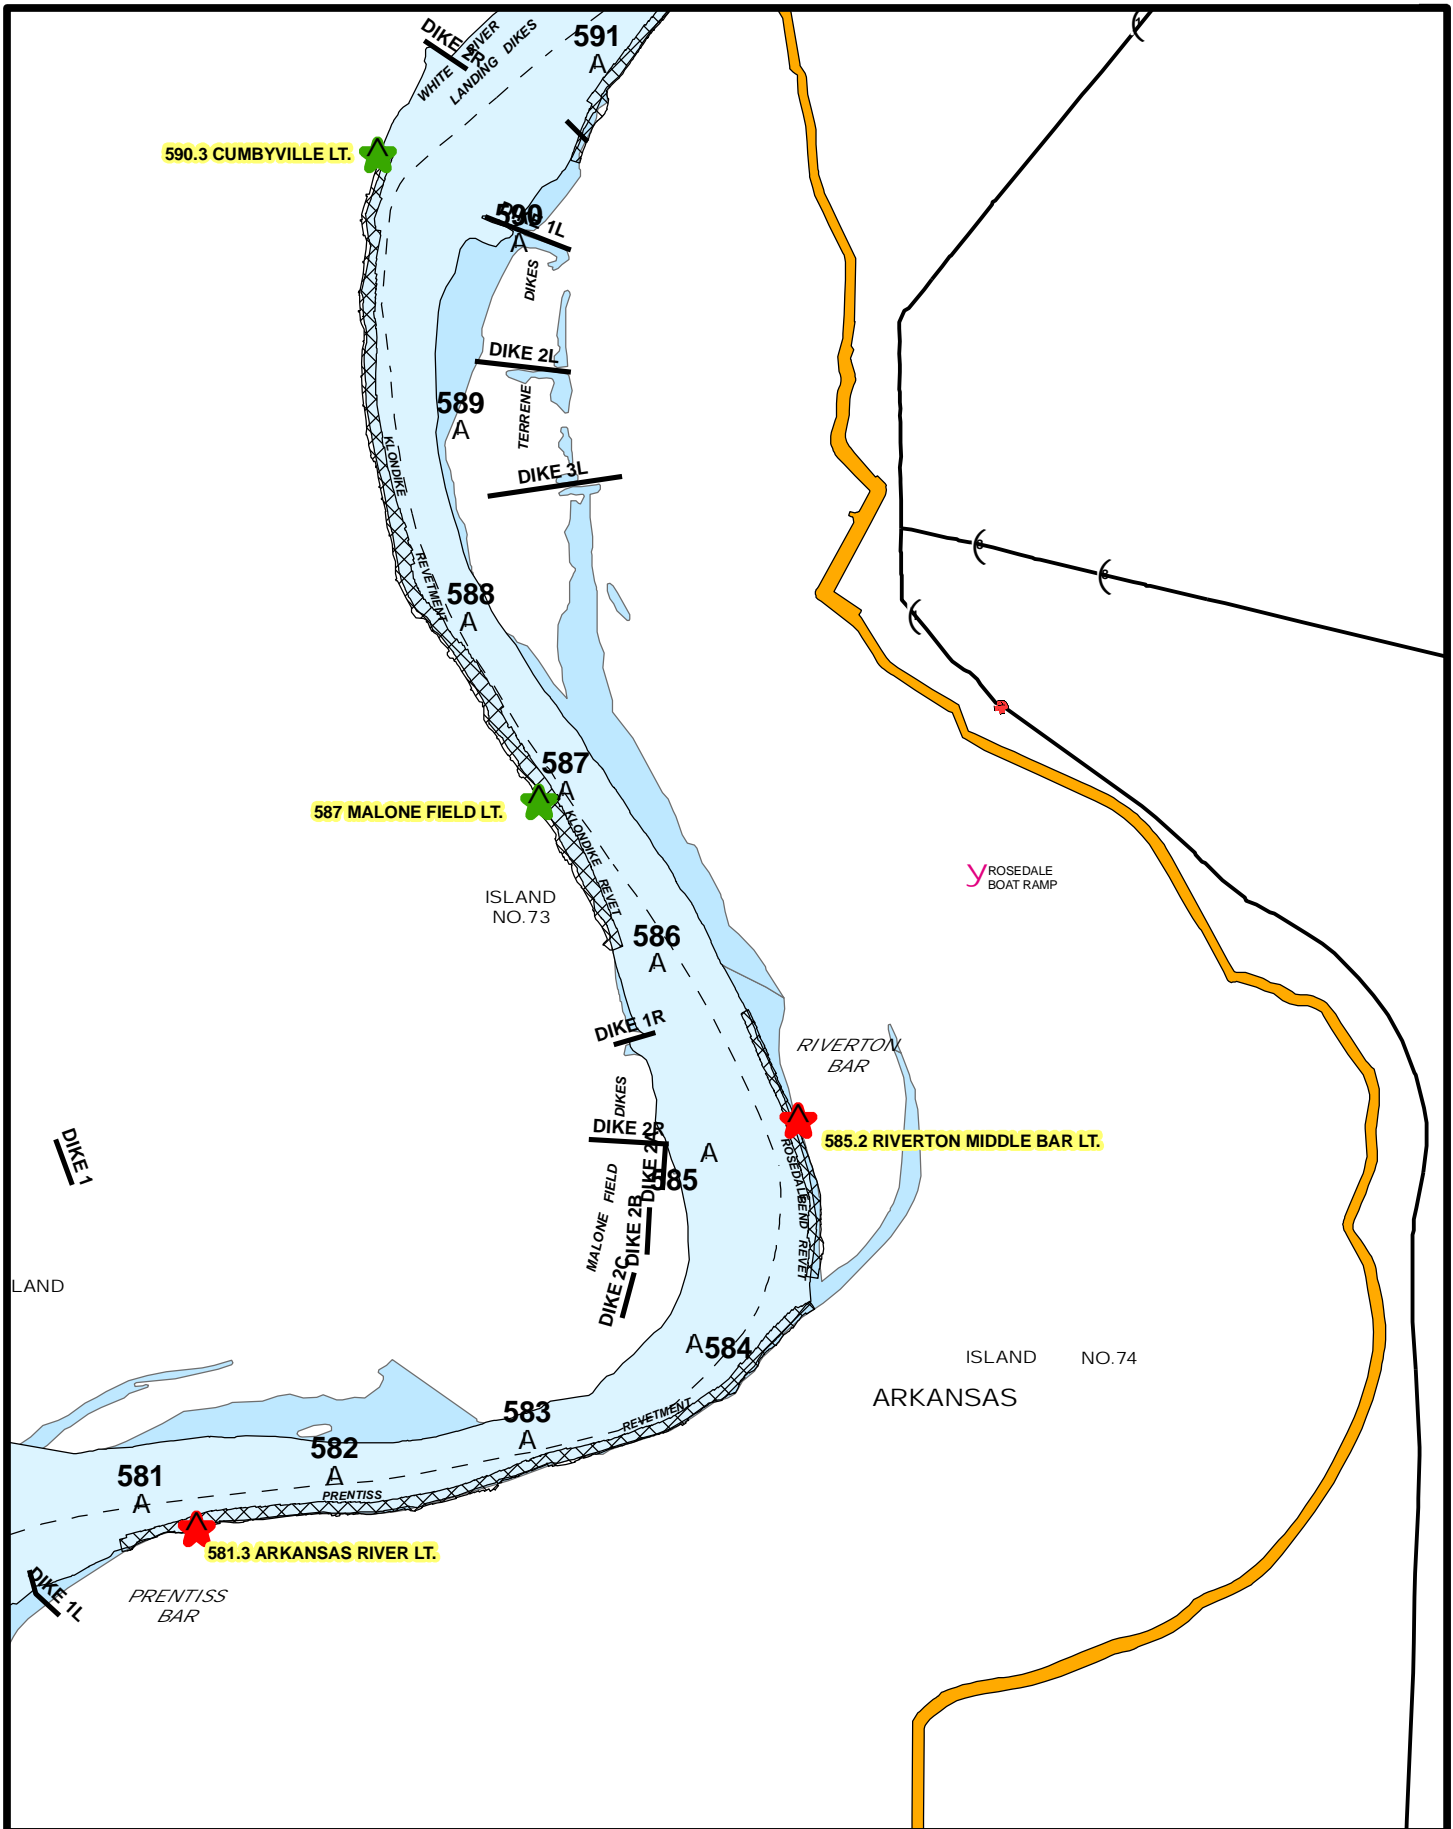 591
DIKE 2R
WHITE RIVER
LANDING DIKES
590.3 CUMBYVILLE LT.
590
1L
DIKES
DIKE 2L
589
TERRENE
KLONDIKE
DIKE 3L
REVETMENT
588
587
587 MALONE FIELD LT.
KLONDIKE REVET
ROSEDALE
BOAT RAMP
ISLAND
NO.73
586
DIKE 1R
RIVERTON
BAR
DIKES
DIKE 2R
585.2 RIVERTON MIDDLE BAR LT.
DIKE 1
DIKE 2A
585
MALONE FIELD
DIKE 2B
ROSEDALE BEND REVET
DIKE 2C
LAND
584
ISLAND NO.74
ARKANSAS
583
REVETMENT
582
581
PRENTISS
581.3 ARKANSAS RIVER LT.
DIKE 1L
PRENTISS
BAR